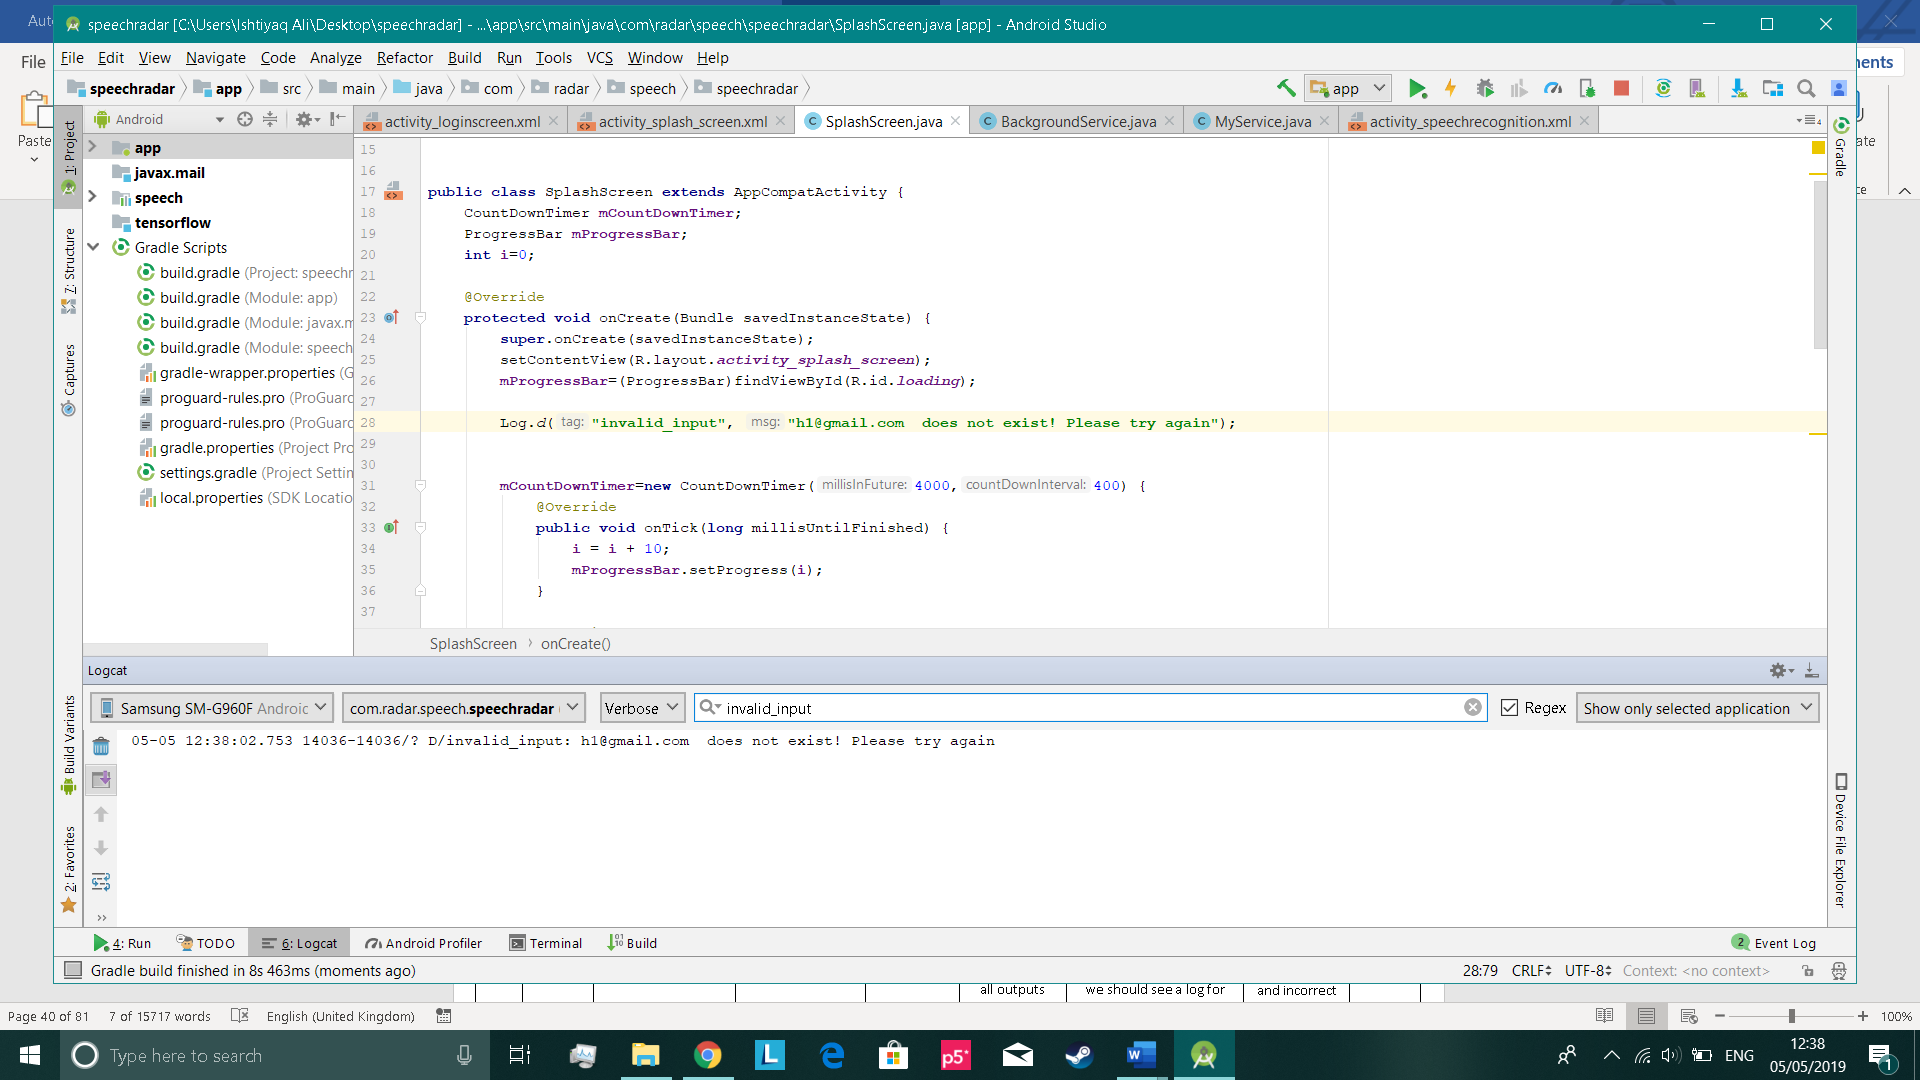 speechradar [C:\Users\Ishtiyaq Ali\Desktop\speechradar] - ...\app\src\main\java\com\radar\speech\speechradar\SplashScreen.java [app] - Android Studio
File
File Edit View Navigate Code Analyze Refactor Build Run Tools VCS Window Help
speechradar app src main java com radar speech speechradar
app
Paste
1: Project
7: Structure
Captures
Build Variants
2: Favorites
Android
app
javax.mail
speech
tensorflow
Gradle Scripts
build.gradle (Project: speechr
build.gradle (Module: app)
build.gradle (Module: javax.m
build.gradle (Module: speech
gradle-wrapper.properties (G
proguard-rules.pro (ProGuard
proguard-rules.pro (ProGuard
gradle.properties (Project Pro
settings.gradle (Project Settin
local.properties (SDK Locatio
activity_loginscreen.xml activity_splash_screen.xml SplashScreen.java BackgroundService.java MyService.java activity_speechrecognition.xml
15
16
17 public class SplashScreen extends AppCompatActivity {
18 CountDownTimer mCountDownTimer;
19 ProgressBar mProgressBar;
20 int i=0;
21
22 @Override
23 protected void onCreate(Bundle savedInstanceState) {
24 super.onCreate(savedInstanceState);
25 setContentView(R.layout.activity_splash_screen);
26 mProgressBar=(ProgressBar)findViewById(R.id.loading);
27
28 Log.d( tag: "invalid_input", msg: "h1@gmail.com  does not exist! Please try again");
29
30
31 mCountDownTimer=new CountDownTimer( millisInFuture: 4000, countDownInterval: 400) {
32 @Override
33 public void onTick(long millisUntilFinished) {
34 i = i + 10;
35 mProgressBar.setProgress(i);
36 }
37
SplashScreen › onCreate()
Gradle
Device File Explorer
Logcat
Samsung SM-G960F Android com.radar.speech.speechradar Verbose invalid_input Regex Show only selected application
05-05 12:38:02.753 14036-14036/? D/invalid_input: h1@gmail.com  does not exist! Please try again
4: Run TODO 6: Logcat Android Profiler Terminal Build 2 Event Log
Gradle build finished in 8s 463ms (moments ago) 28:79 CRLF UTF-8 Context: <no context>
all outputs we should see a log for and incorrect
Page 40 of 81 7 of 15717 words English (United Kingdom) 100%
Type here to search
p5*
ENG
12:38
05/05/2019
1